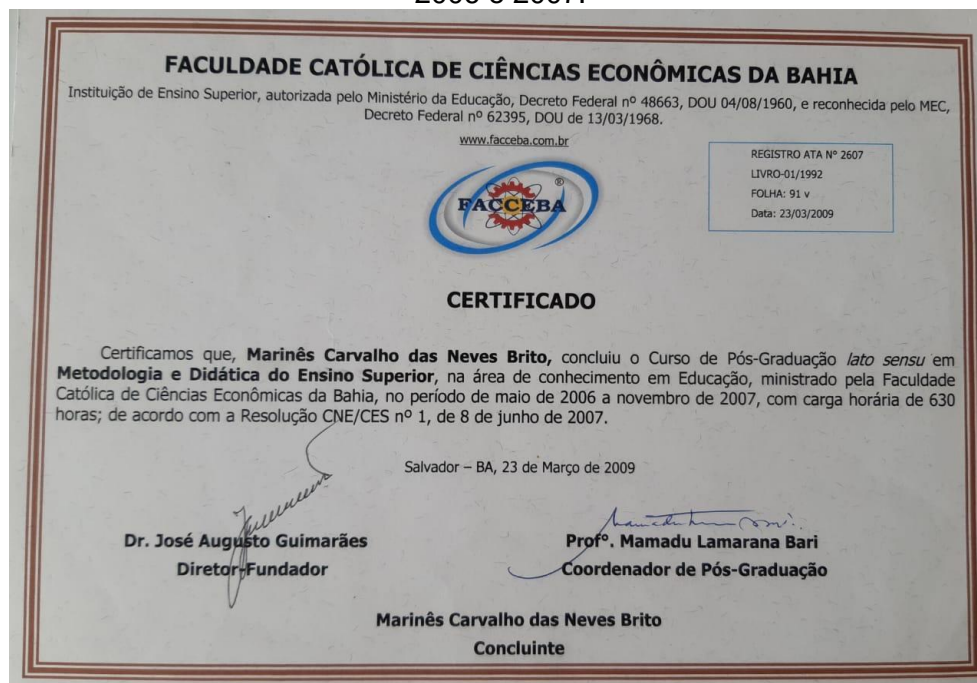 FACULDADE CATÓLICA DE CIÊNCIAS ECONÔMICAS DA BAHIA
Instituição de Ensino Superior, autorizada pelo Ministério da Educação, Decreto Federal nº 48663, DOU 04/08/1960, e reconhecida pelo MEC,
Decreto Federal nº 62395, DOU de 13/03/1968.
www.facceba.com.br
REGISTRO ATA Nº 2607
LIVRO-01/1992
FOLHA: 91 v
Data: 23/03/2009
FACCEBA
®
CERTIFICADO
Certificamos que, Marinês Carvalho das Neves Brito, concluiu o Curso de Pós-Graduação lato sensu em
Metodologia e Didática do Ensino Superior, na área de conhecimento em Educação, ministrado pela Faculdade
Católica de Ciências Econômicas da Bahia, no período de maio de 2006 a novembro de 2007, com carga horária de 630
horas; de acordo com a Resolução CNE/CES nº 1, de 8 de junho de 2007.
Salvador – BA, 23 de Março de 2009
Dr. José Augusto Guimarães
Diretor-Fundador
Profº. Mamadu Lamarana Bari
Coordenador de Pós-Graduação
Marinês Carvalho das Neves Brito
Concluinte